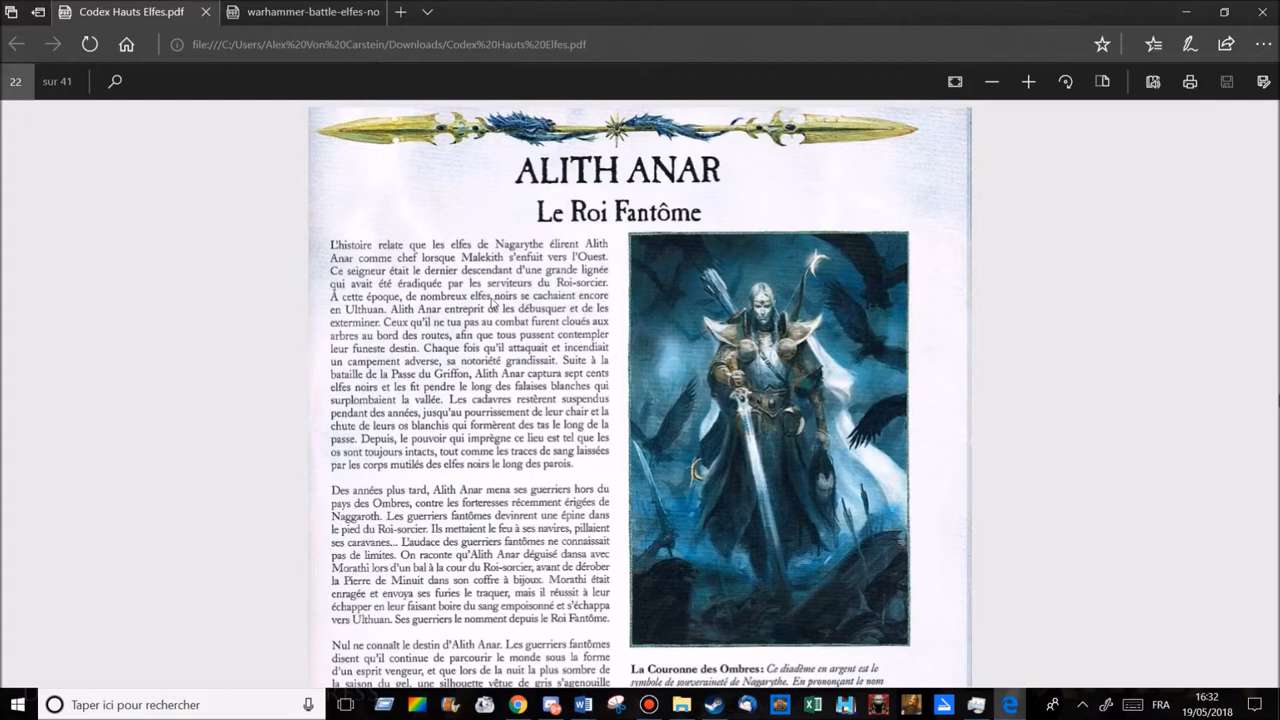 Codex Hauts Elfes.pdf
warhammer-battle-elfes-no
file:///C:/Users/Alex%20Von%20Carstein/Downloads/Codex%20Hauts%20Elfes.pdf
22 sur 41
ALITH ANAR
Le Roi Fantôme
L'histoire relate que les elfes de Nagarythe élirent Alith
Anar comme chef lorsque Malekith s'enfuit vers l'Ouest.
Ce seigneur était le dernier descendant d'une grande lignée
qui avait été éradiquée par les serviteurs du Roi-sorcier.
À cette époque, de nombreux elfes noirs se cachaient encore
en Ulthuan. Alith Anar entreprit de les débusquer et de les
exterminer. Ceux qu'il ne tua pas au combat furent cloués aux
arbres au bord des routes, afin que tous pussent contempler
leur funeste destin. Chaque fois qu'il attaquait et incendiait
un campement adverse, sa notoriété grandissait. Suite à la
bataille de la Passe du Griffon, Alith Anar captura sept cents
elfes noirs et les fit pendre le long des falaises blanches qui
surplombaient la vallée. Les cadavres restèrent suspendus
pendant des années, jusqu'au pourrissement de leur chair et la
chute de leurs os blanchis qui formèrent des tas le long de la
passe. Depuis, le pouvoir qui imprègne ce lieu est tel que les
os sont toujours intacts, tout comme les traces de sang laissées
par les corps mutilés des elfes noirs le long des parois.
Des années plus tard, Alith Anar mena ses guerriers hors du
pays des Ombres, contre les forteresses récemment érigées de
Naggaroth. Les guerriers fantômes devinrent une épine dans
le pied du Roi-sorcier. Ils mettaient le feu à ses navires, pillaient
ses caravanes... L'audace des guerriers fantômes ne connaissait
pas de limites. On raconte qu'Alith Anar déguisé dansa avec
Morathi lors d'un bal à la cour du Roi-sorcier, avant de dérober
la Pierre de Minuit dans son coffre à bijoux. Morathi était
enragée et envoya ses furies le traquer, mais il réussit à leur
échapper en leur faisant boire du sang empoisonné et s'échappa
vers Ulthuan. Ses guerriers le nomment depuis le Roi Fantôme.
Nul ne connaît le destin d'Alith Anar. Les guerriers fantômes
disent qu'il continue de parcourir le monde sous la forme
d'un esprit vengeur, et que lors de la nuit la plus sombre de
la saison du gel, une silhouette vêtue de gris s'agenouille
La Couronne des Ombres: Ce diadème en argent est le
symbole de souveraineté de Nagarythe. En prononçant le nom
Taper ici pour rechercher
FRA
16:32
19/05/2018